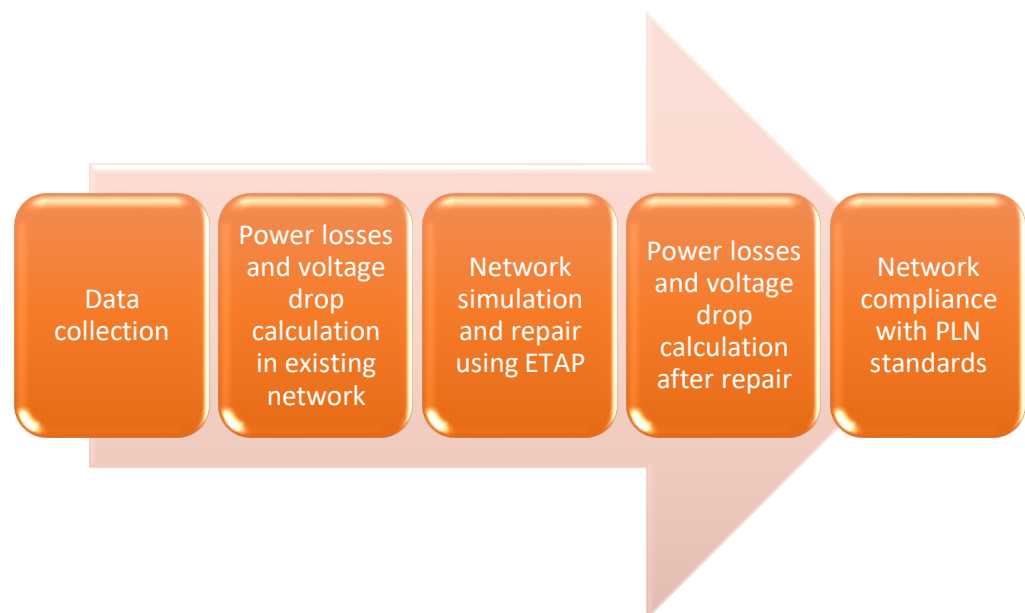 Data
collection
Power losses
and voltage
drop
calculation
in existing
network
Network
simulation
and repair
using ETAP
Power losses
and voltage
drop
calculation
after repair
Network
compliance
with PLN
standards